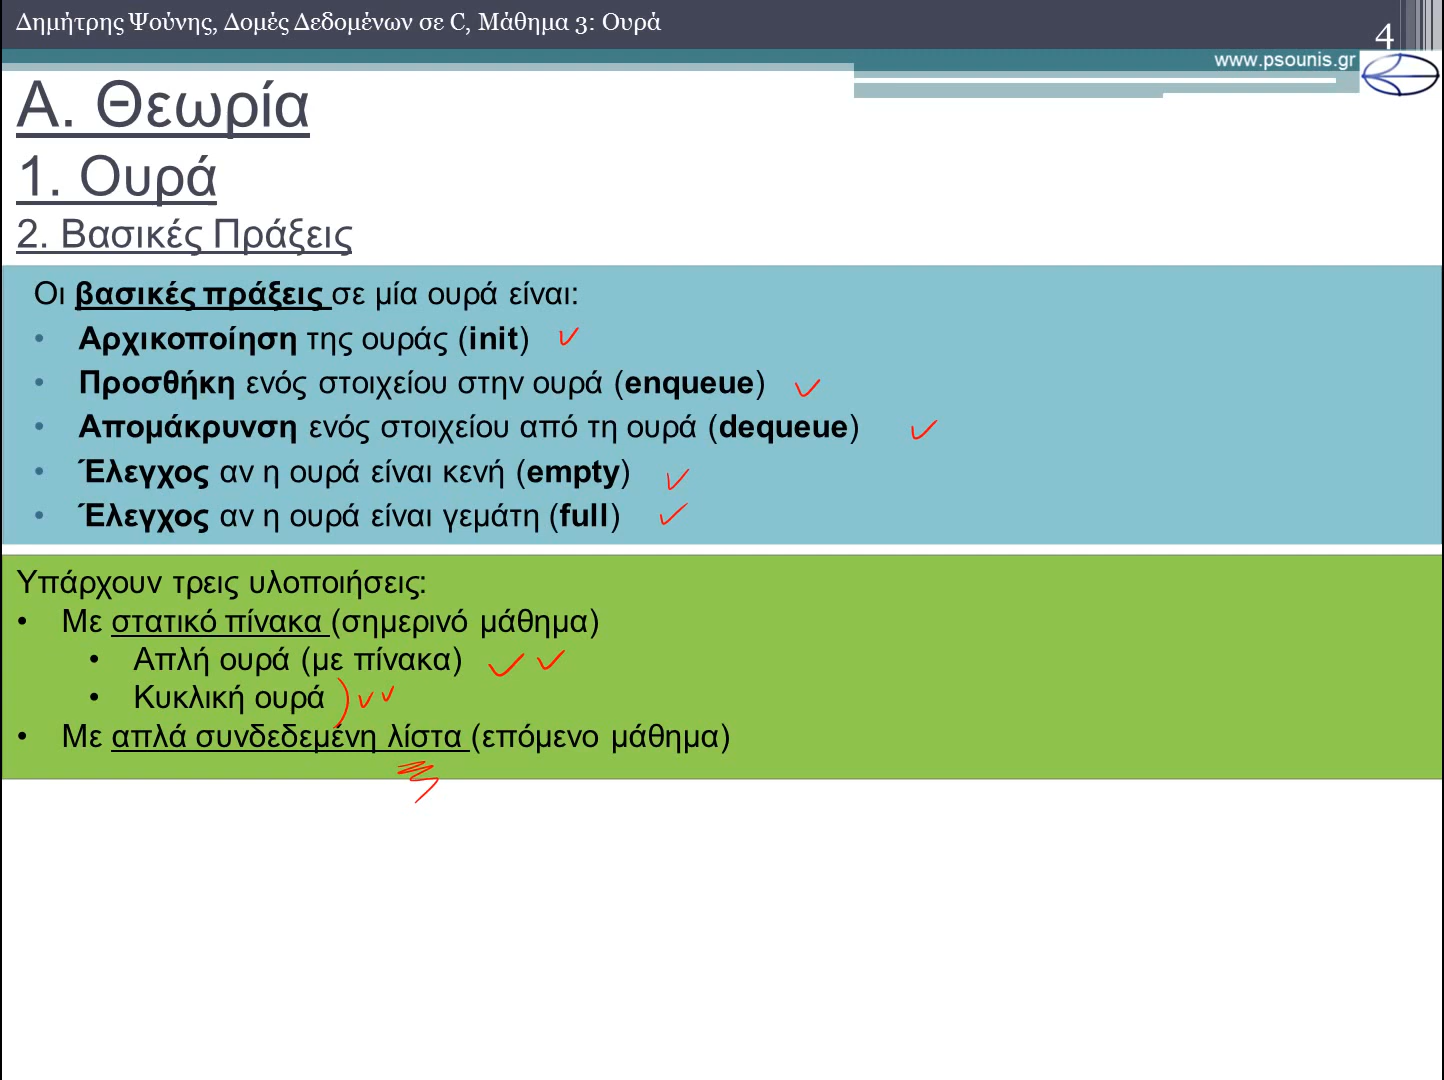 Δημήτρης Ψούνης, Δομές Δεδομένων σε C, Μάθημα 3: Ουρά
4
www.psounis.gr
Α. Θεωρία
1. Ουρά
2. Βασικές Πράξεις
Οι βασικές πράξεις σε μία ουρά είναι:
• Αρχικοποίηση της ουράς (init)
• Προσθήκη ενός στοιχείου στην ουρά (enqueue)
• Απομάκρυνση ενός στοιχείου από τη ουρά (dequeue)
• Έλεγχος αν η ουρά είναι κενή (empty)
• Έλεγχος αν η ουρά είναι γεμάτη (full)
Υπάρχουν τρεις υλοποιήσεις:
• Με στατικό πίνακα (σημερινό μάθημα)
• Απλή ουρά (με πίνακα)
• Κυκλική ουρά
• Με απλά συνδεδεμένη λίστα (επόμενο μάθημα)